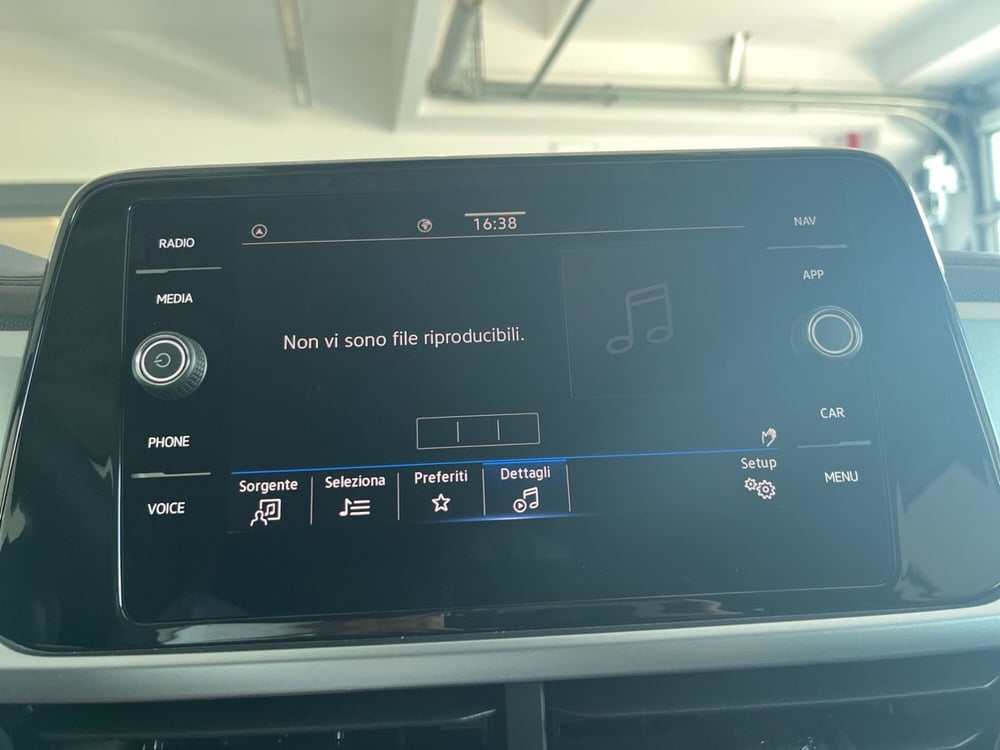 RADIO
MEDIA
PHONE
VOICE
16:38
Non vi sono file riproducibili.
Sorgente
Seleziona
Preferiti
Dettagli
Setup
NAV
APP
CAR
MENU